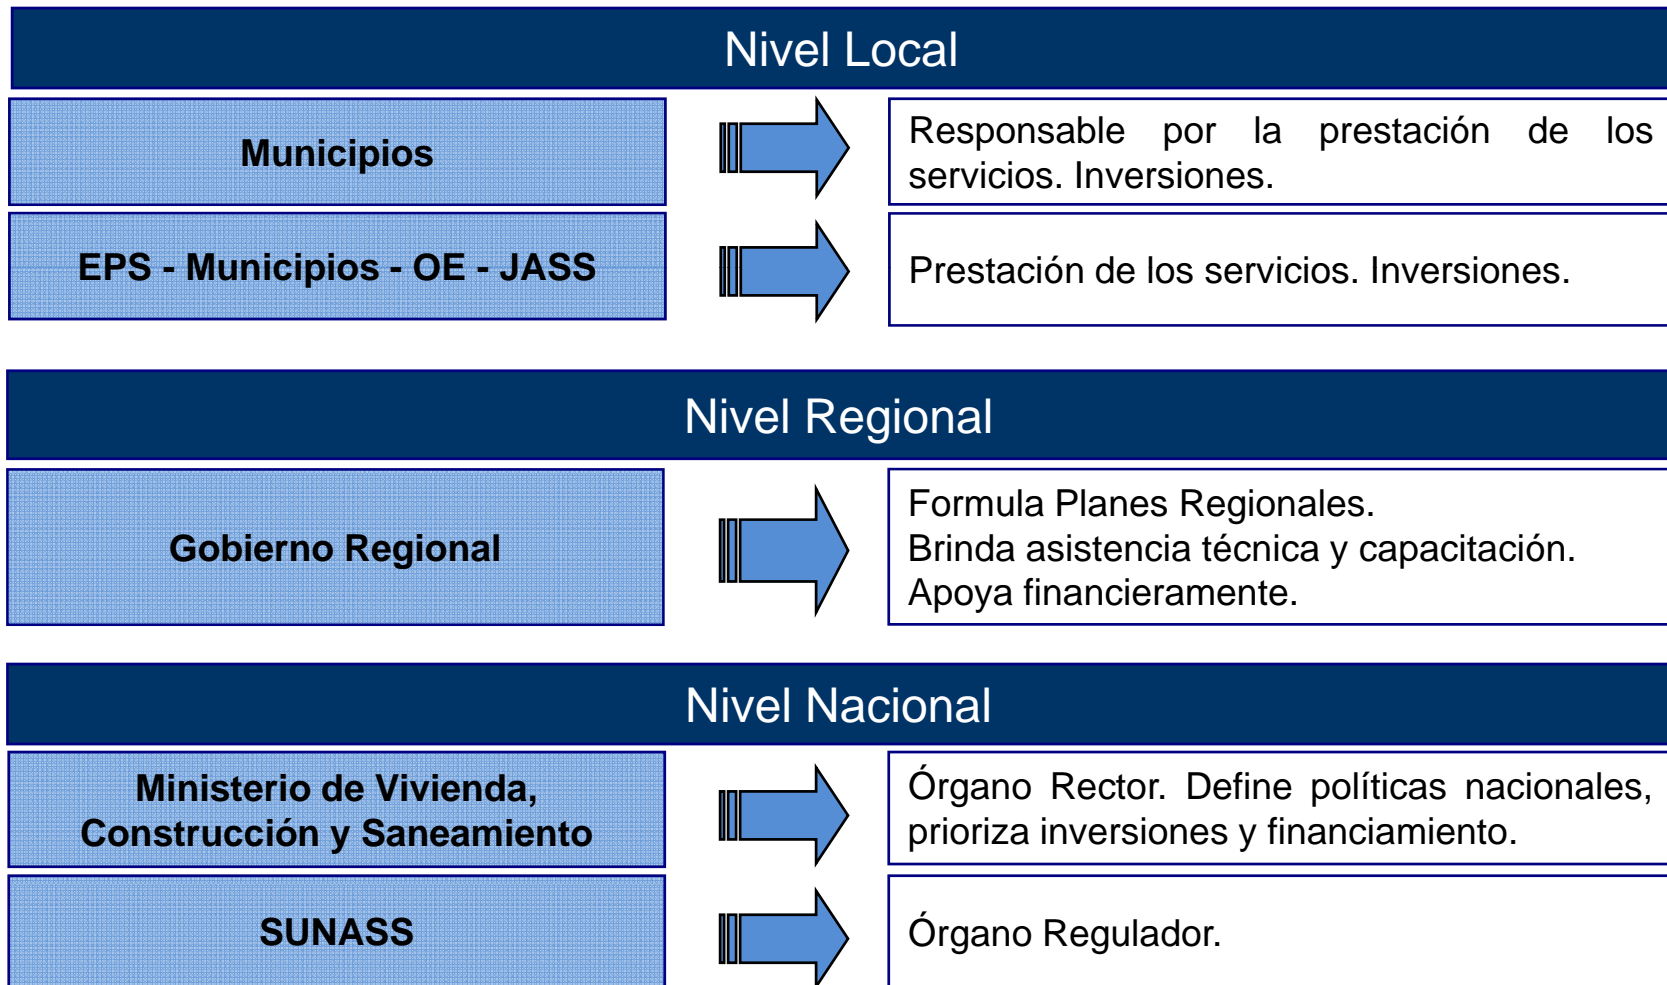 Nivel Local
Municipios
Responsable por la prestación de los
servicios. Inversiones.
EPS - Municipios - OE - JASS
Prestación de los servicios. Inversiones.
Nivel Regional
Gobierno Regional
Formula Planes Regionales.
Brinda asistencia técnica y capacitación.
Apoya financieramente.
Nivel Nacional
Ministerio de Vivienda,
Construcción y Saneamiento
Órgano Rector. Define políticas nacionales,
prioriza inversiones y financiamiento.
SUNASS
Órgano Regulador.